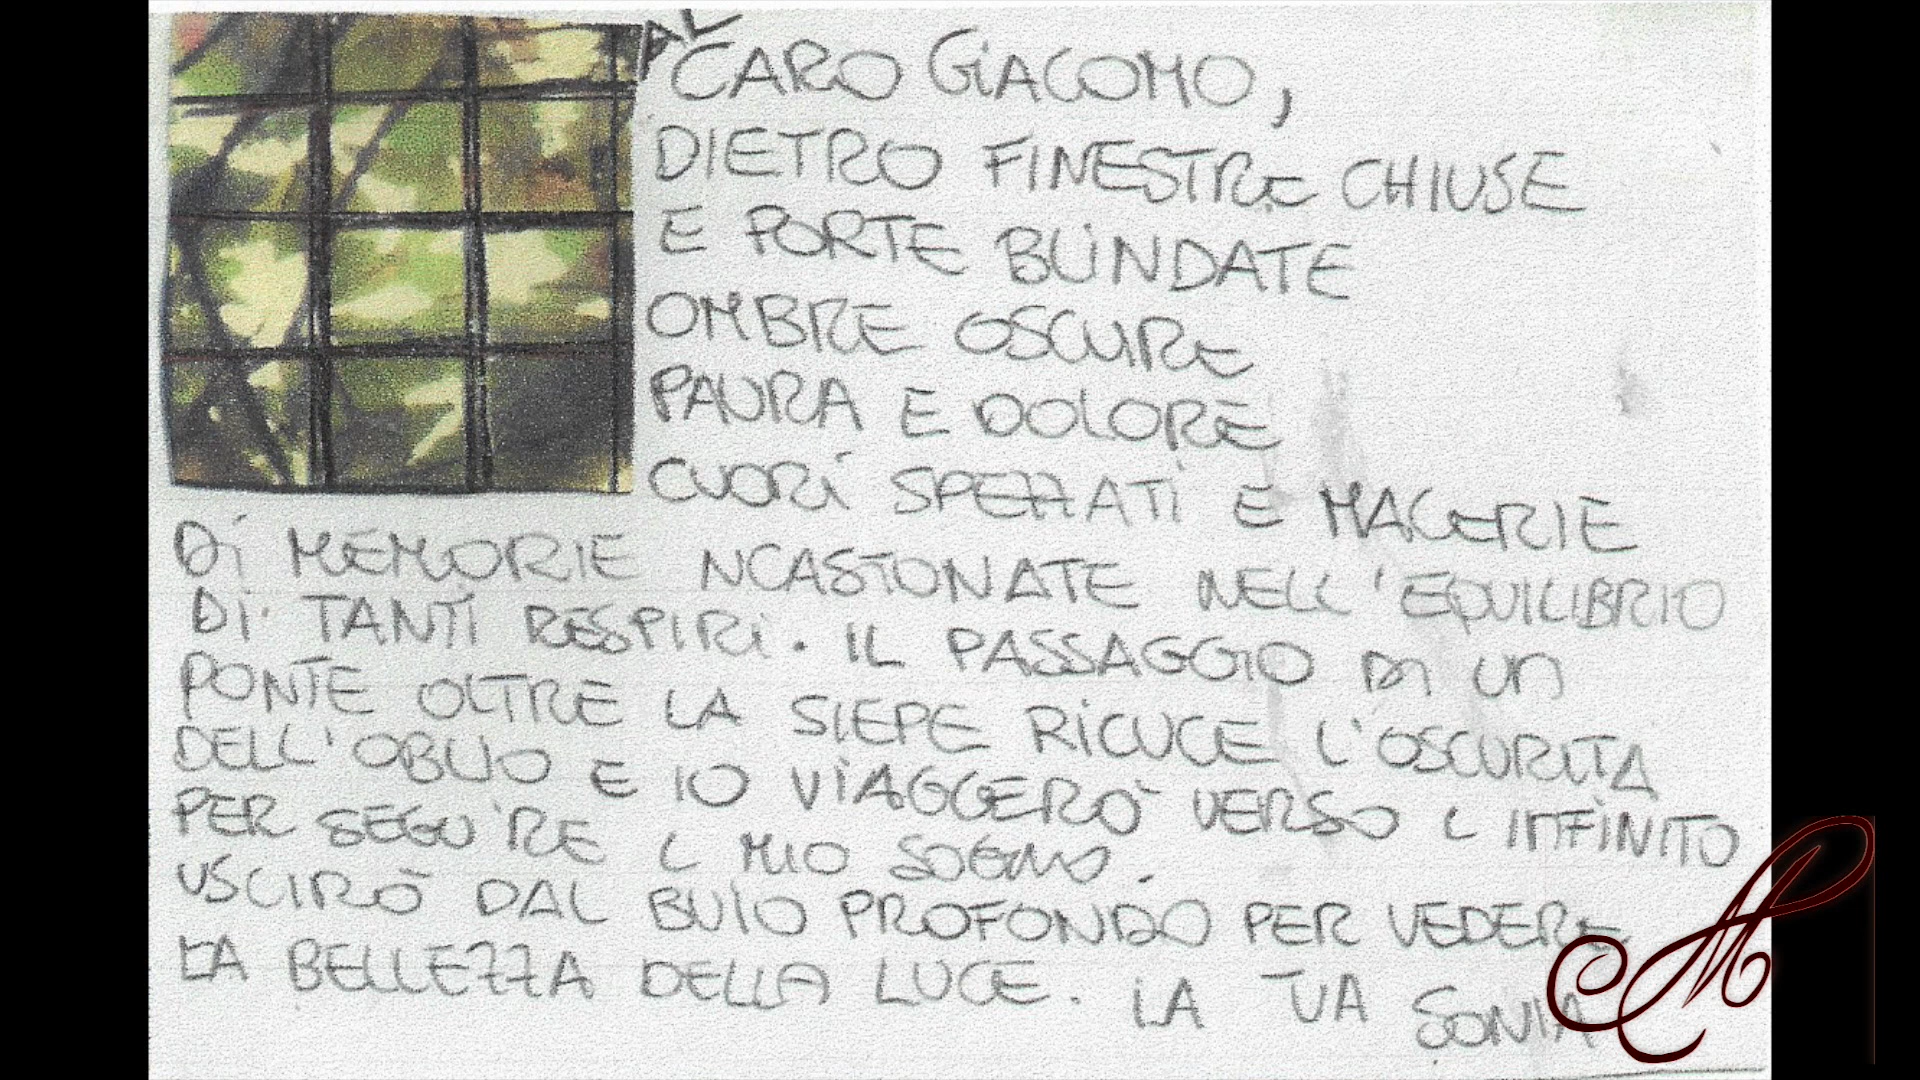 CARO GIACOMO,
DIETRO FINESTRE CHIUSE
E PORTE BLINDATE
OMBRE OSCURE
PAURA E DOLORE
CUORI SPEZZATI E MACERIE
DI MEMORIE NCASTONATE NELL'EQUILIBRIO
DI TANTI RESPIRI. IL PASSAGGIO DI UN
PONTE OLTRE LA SIEPE RICUCE L'OSCURITA
DELL'OBLIO E IO VIAGGERÒ VERSO L INFINITO
PER SEGUIRE L MIO SOGNO.
USCIRÒ DAL BUIO PROFONDO PER VEDERE
LA BELLEZZA DELLA LUCE. LA TUA SONIA